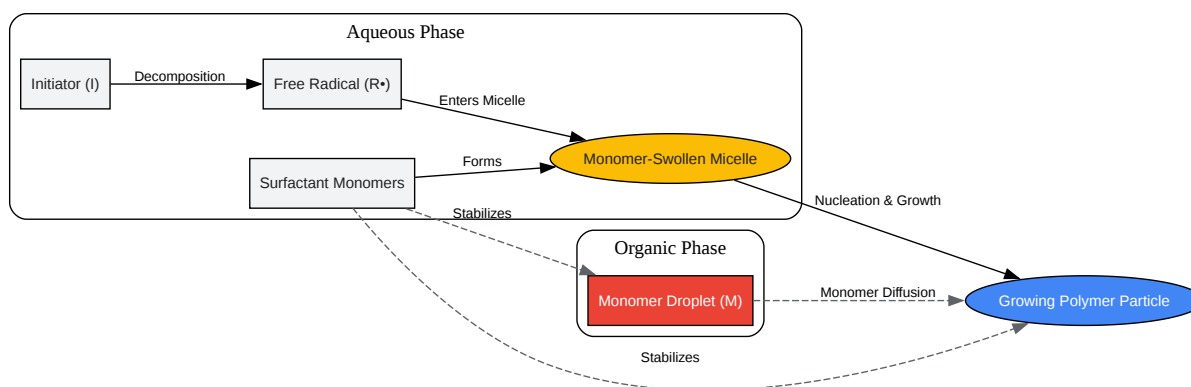 Aqueous Phase
Initiator (I)
Decomposition
Free Radical (R•)
Enters Micelle
Surfactant Monomers
Forms
Monomer-Swollen Micelle
Stabilizes
Nucleation & Growth
Organic Phase
Monomer Droplet (M)
Monomer Diffusion
Growing Polymer Particle
Stabilizes